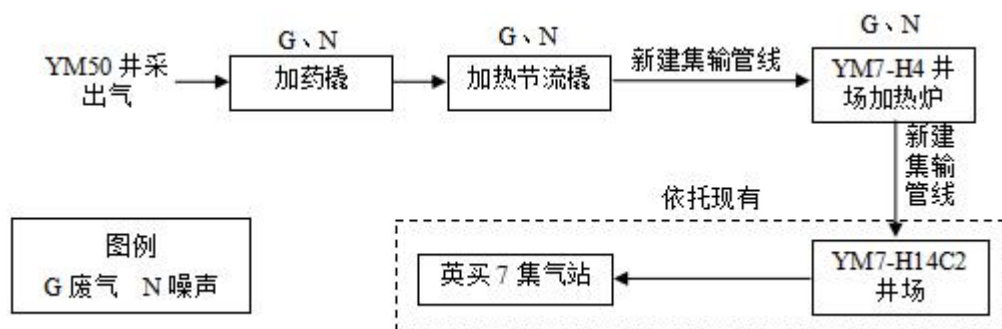 YM50 井采
出气
G、N
加药橇
G、N
加热节流橇
新建集输管线
G、N
YM7-H4 井
场加热炉
新建
集输
管线
依托现有
YM7-H14C2
井场
英买 7 集气站
图例
G 废气 N 噪声